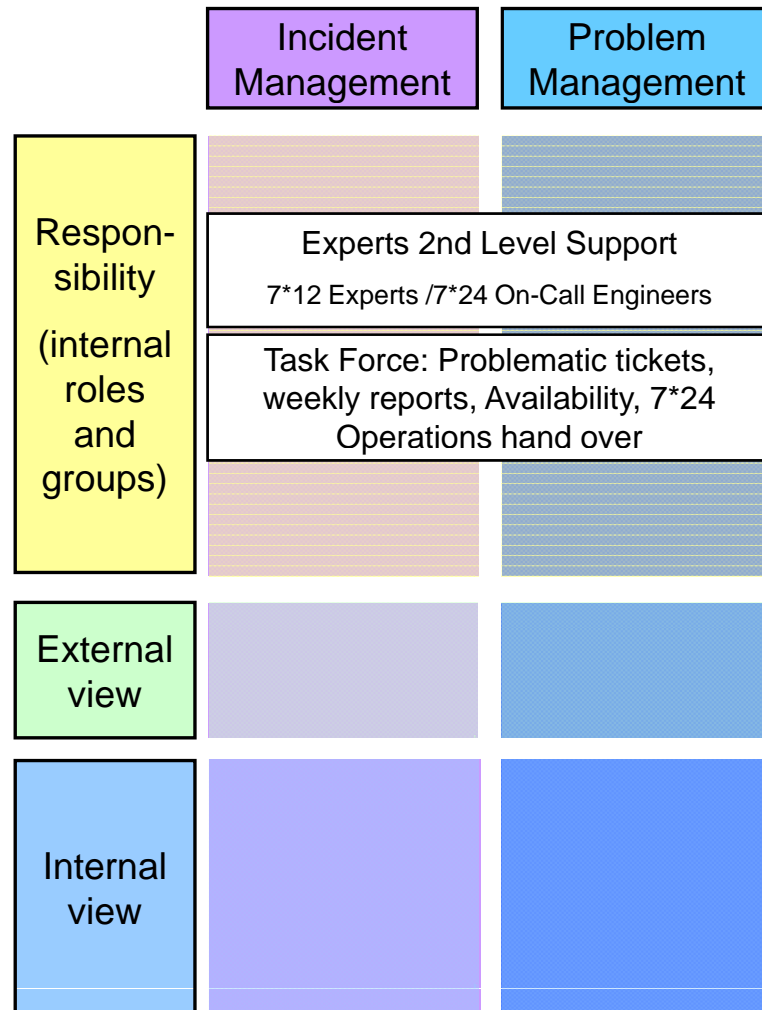 Incident
Management
Problem
Management
Respon-
sibility
(internal
roles
and
groups)
Experts 2nd Level Support
7*12 Experts /7*24 On-Call Engineers
Task Force: Problematic tickets,
weekly reports, Availability, 7*24
Operations hand over
External
view
Internal
view